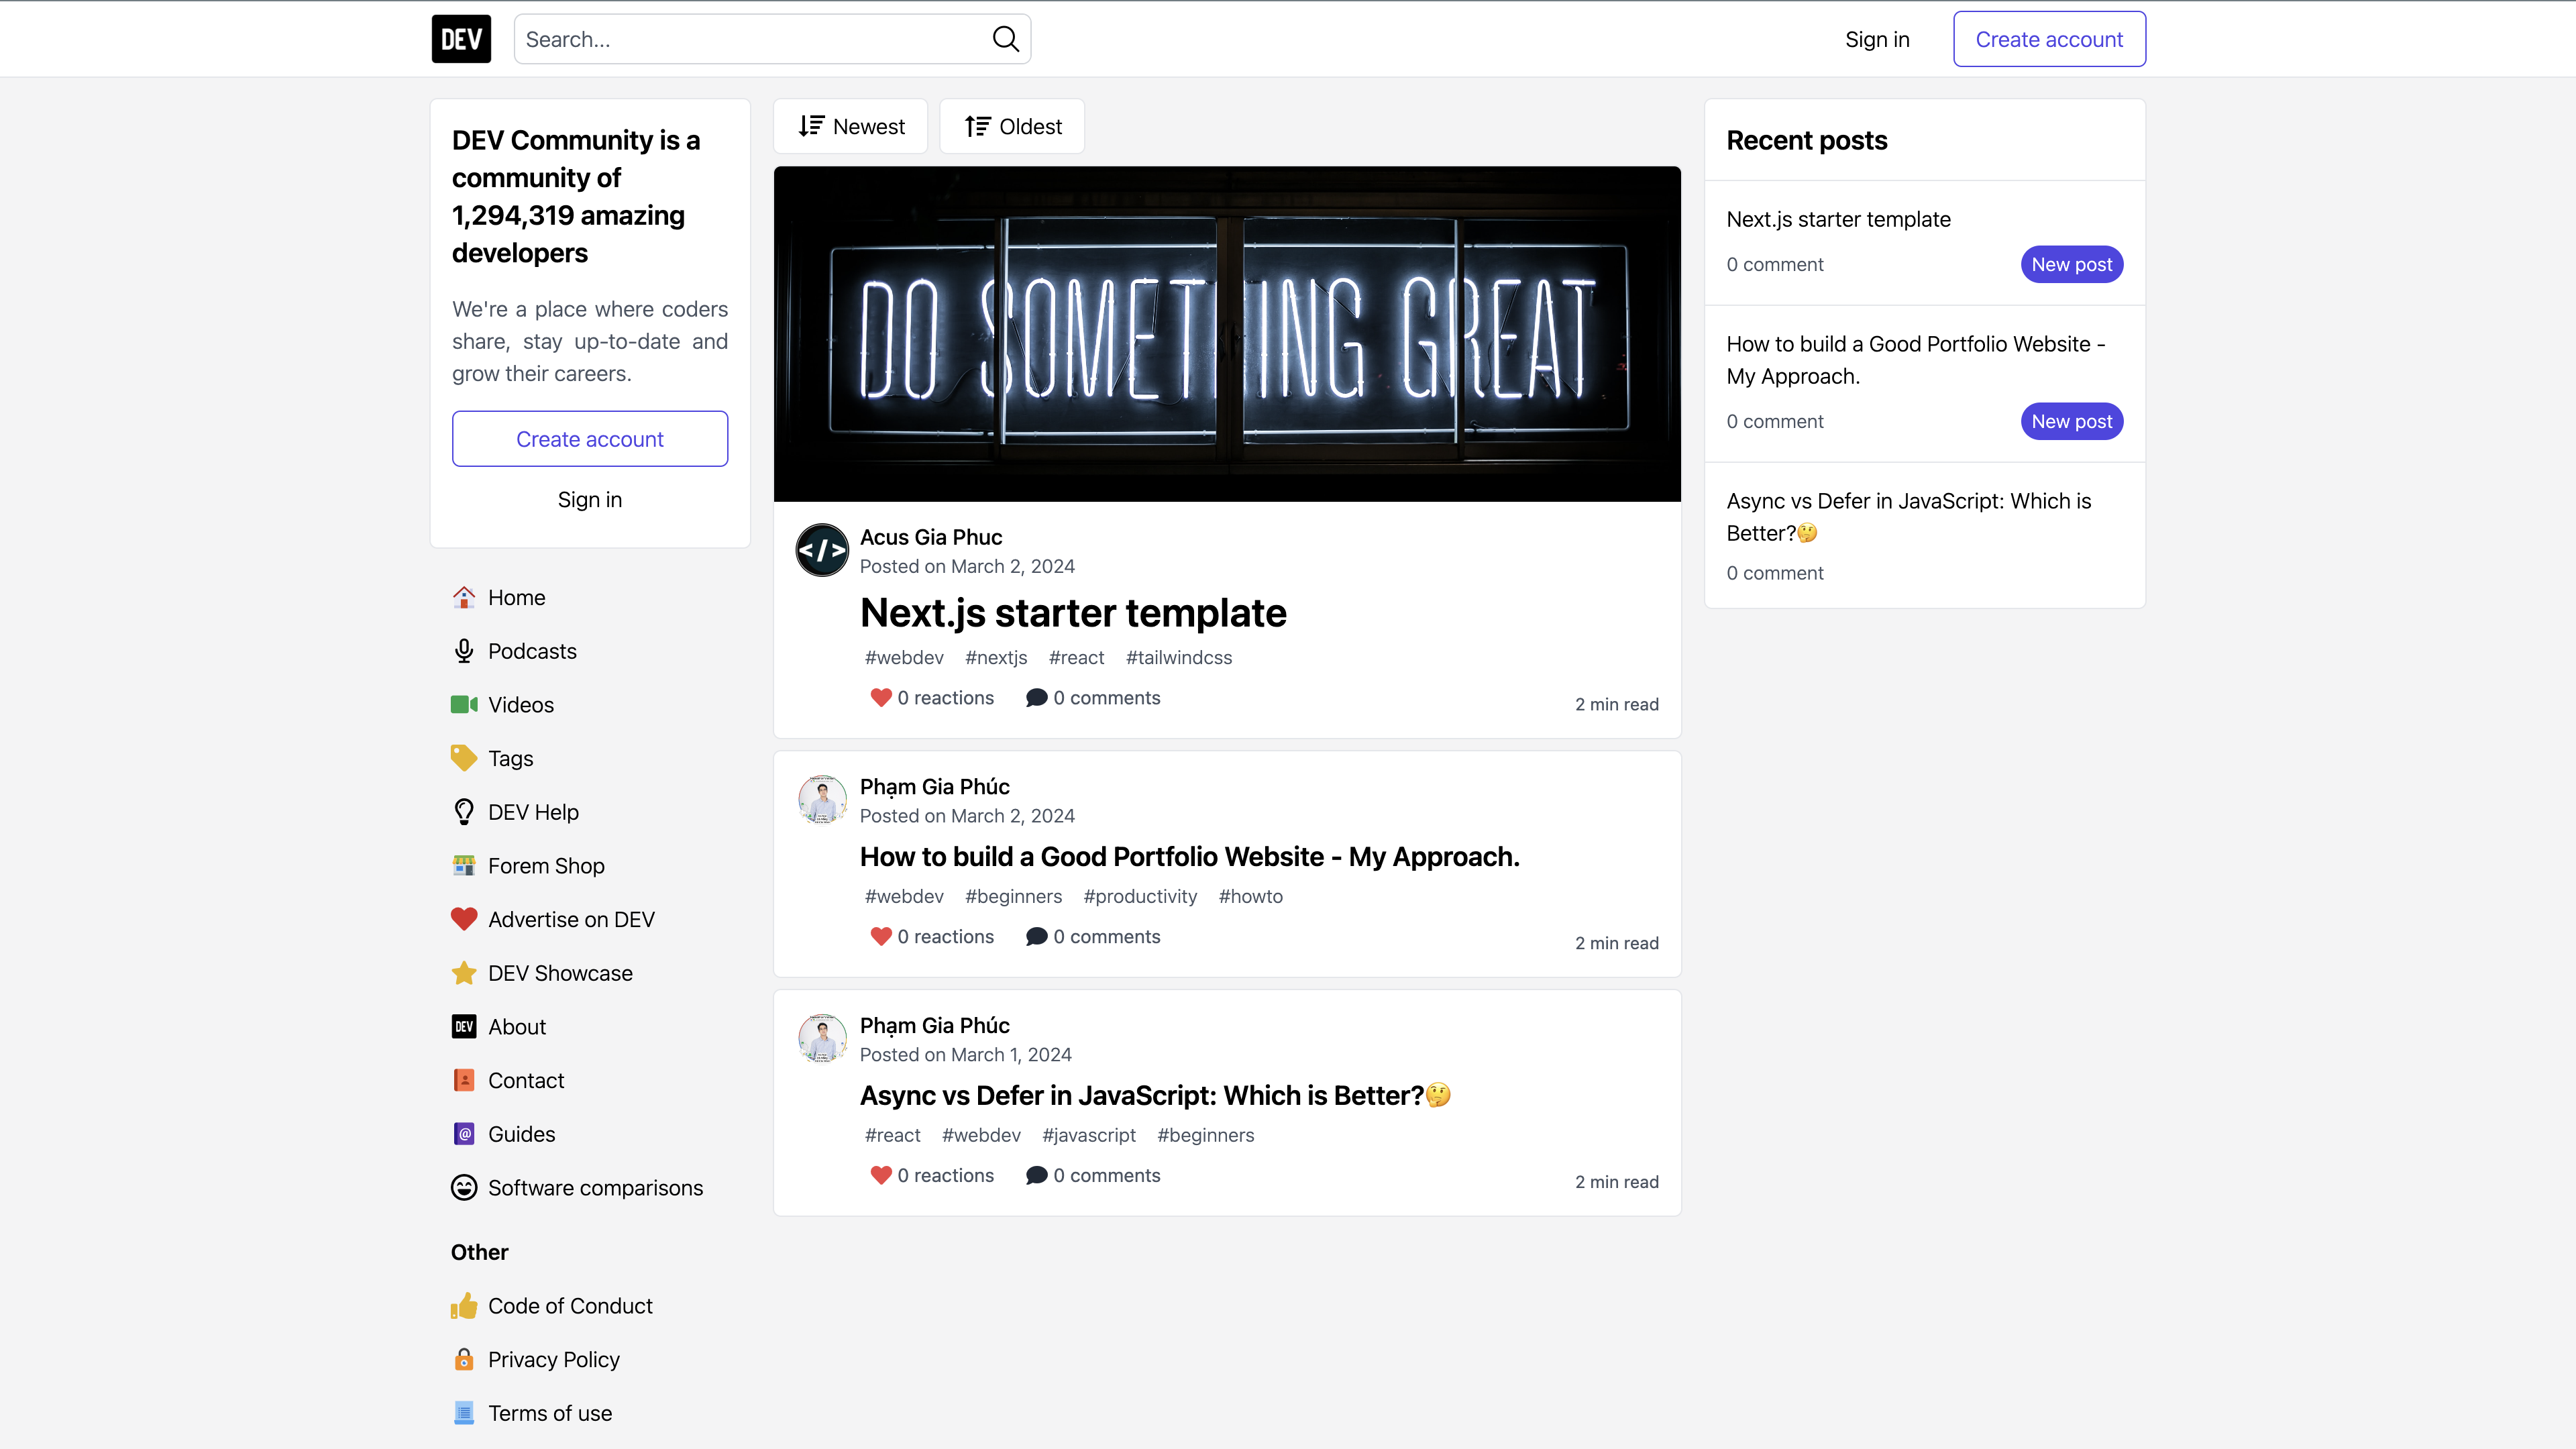 DEV
Search...
Sign in
Create account
DEV Community is a
community of
1,294,319 amazing
developers
We're a place where coders
share, stay up-to-date and
grow their careers.
Create account
Sign in
Home
Podcasts
Videos
Tags
DEV Help
Forem Shop
Advertise on DEV
DEV Showcase
DEV About
Contact
Guides
Software comparisons
Other
Code of Conduct
Privacy Policy
Terms of use
Newest
Oldest
DO SOMETHING GREAT
</>
Acus Gia Phuc
Posted on March 2, 2024
Next.js starter template
#webdev #nextjs #react #tailwindcss
0 reactions 0 comments
2 min read
Phạm Gia Phúc
Posted on March 2, 2024
How to build a Good Portfolio Website - My Approach.
#webdev #beginners #productivity #howto
0 reactions 0 comments
2 min read
Phạm Gia Phúc
Posted on March 1, 2024
Async vs Defer in JavaScript: Which is Better?🤔
#react #webdev #javascript #beginners
0 reactions 0 comments
2 min read
Recent posts
Next.js starter template
0 comment New post
How to build a Good Portfolio Website -
My Approach.
0 comment New post
Async vs Defer in JavaScript: Which is
Better?🤔
0 comment